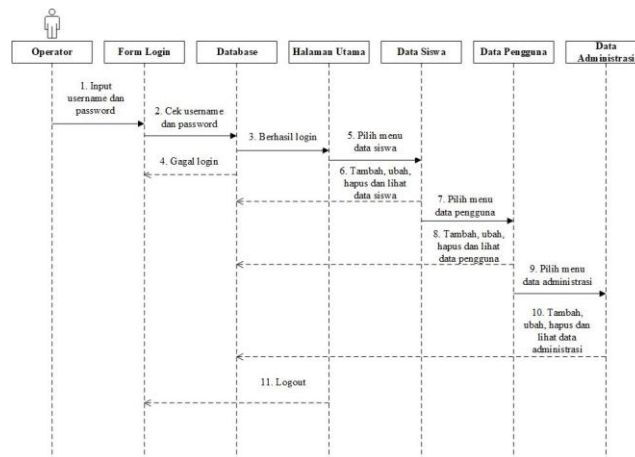 Operator
Form Login
Database
Halaman Utama
Data Siswa
Data Pengguna
Data
Administrasi
1. Input
username dan
password
2. Cek username
dan password
3. Berhasil login
4. Gagal login
5. Pilih menu
data siswa
6. Tambah, ubah,
hapus dan lihat
data siswa
7. Pilih menu
data pengguna
8. Tambah, ubah,
hapus dan lihat
data pengguna
9. Pilih menu
data administrasi
10. Tambah,
ubah, hapus dan
lihat data
administrasi
11. Logout